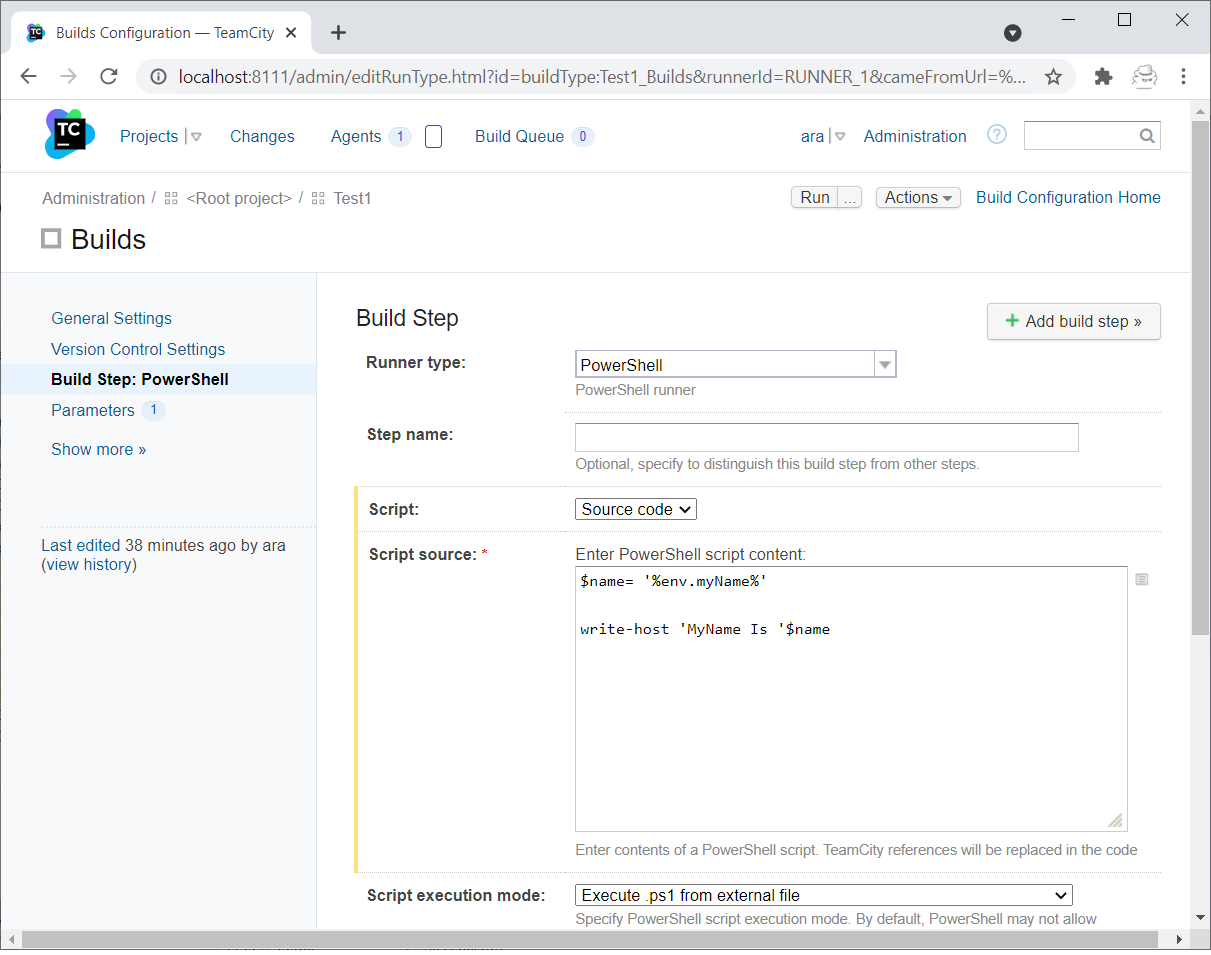 Builds Configuration — TeamCity
localhost:8111/admin/editRunType.html?id=buildType:Test1_Builds&runnerId=RUNNER_1&cameFromUrl=%...
TC
Projects
Changes
Agents 1
Build Queue 0
ara
Administration
?
Administration / <Root project> / Test1
Run ...
Actions
Build Configuration Home
Builds
General Settings
Version Control Settings
Build Step: PowerShell
Parameters 1
Show more »
Last edited 38 minutes ago by ara
(view history)
Build Step
+ Add build step »
Runner type:
PowerShell
PowerShell runner
Step name:
Optional, specify to distinguish this build step from other steps.
Script:
Source code
Script source: *
Enter PowerShell script content:
$name= '%env.myName%'
write-host 'MyName Is '$name
Enter contents of a PowerShell script. TeamCity references will be replaced in the code
Script execution mode:
Execute .ps1 from external file
Specify PowerShell script execution mode. By default, PowerShell may not allow